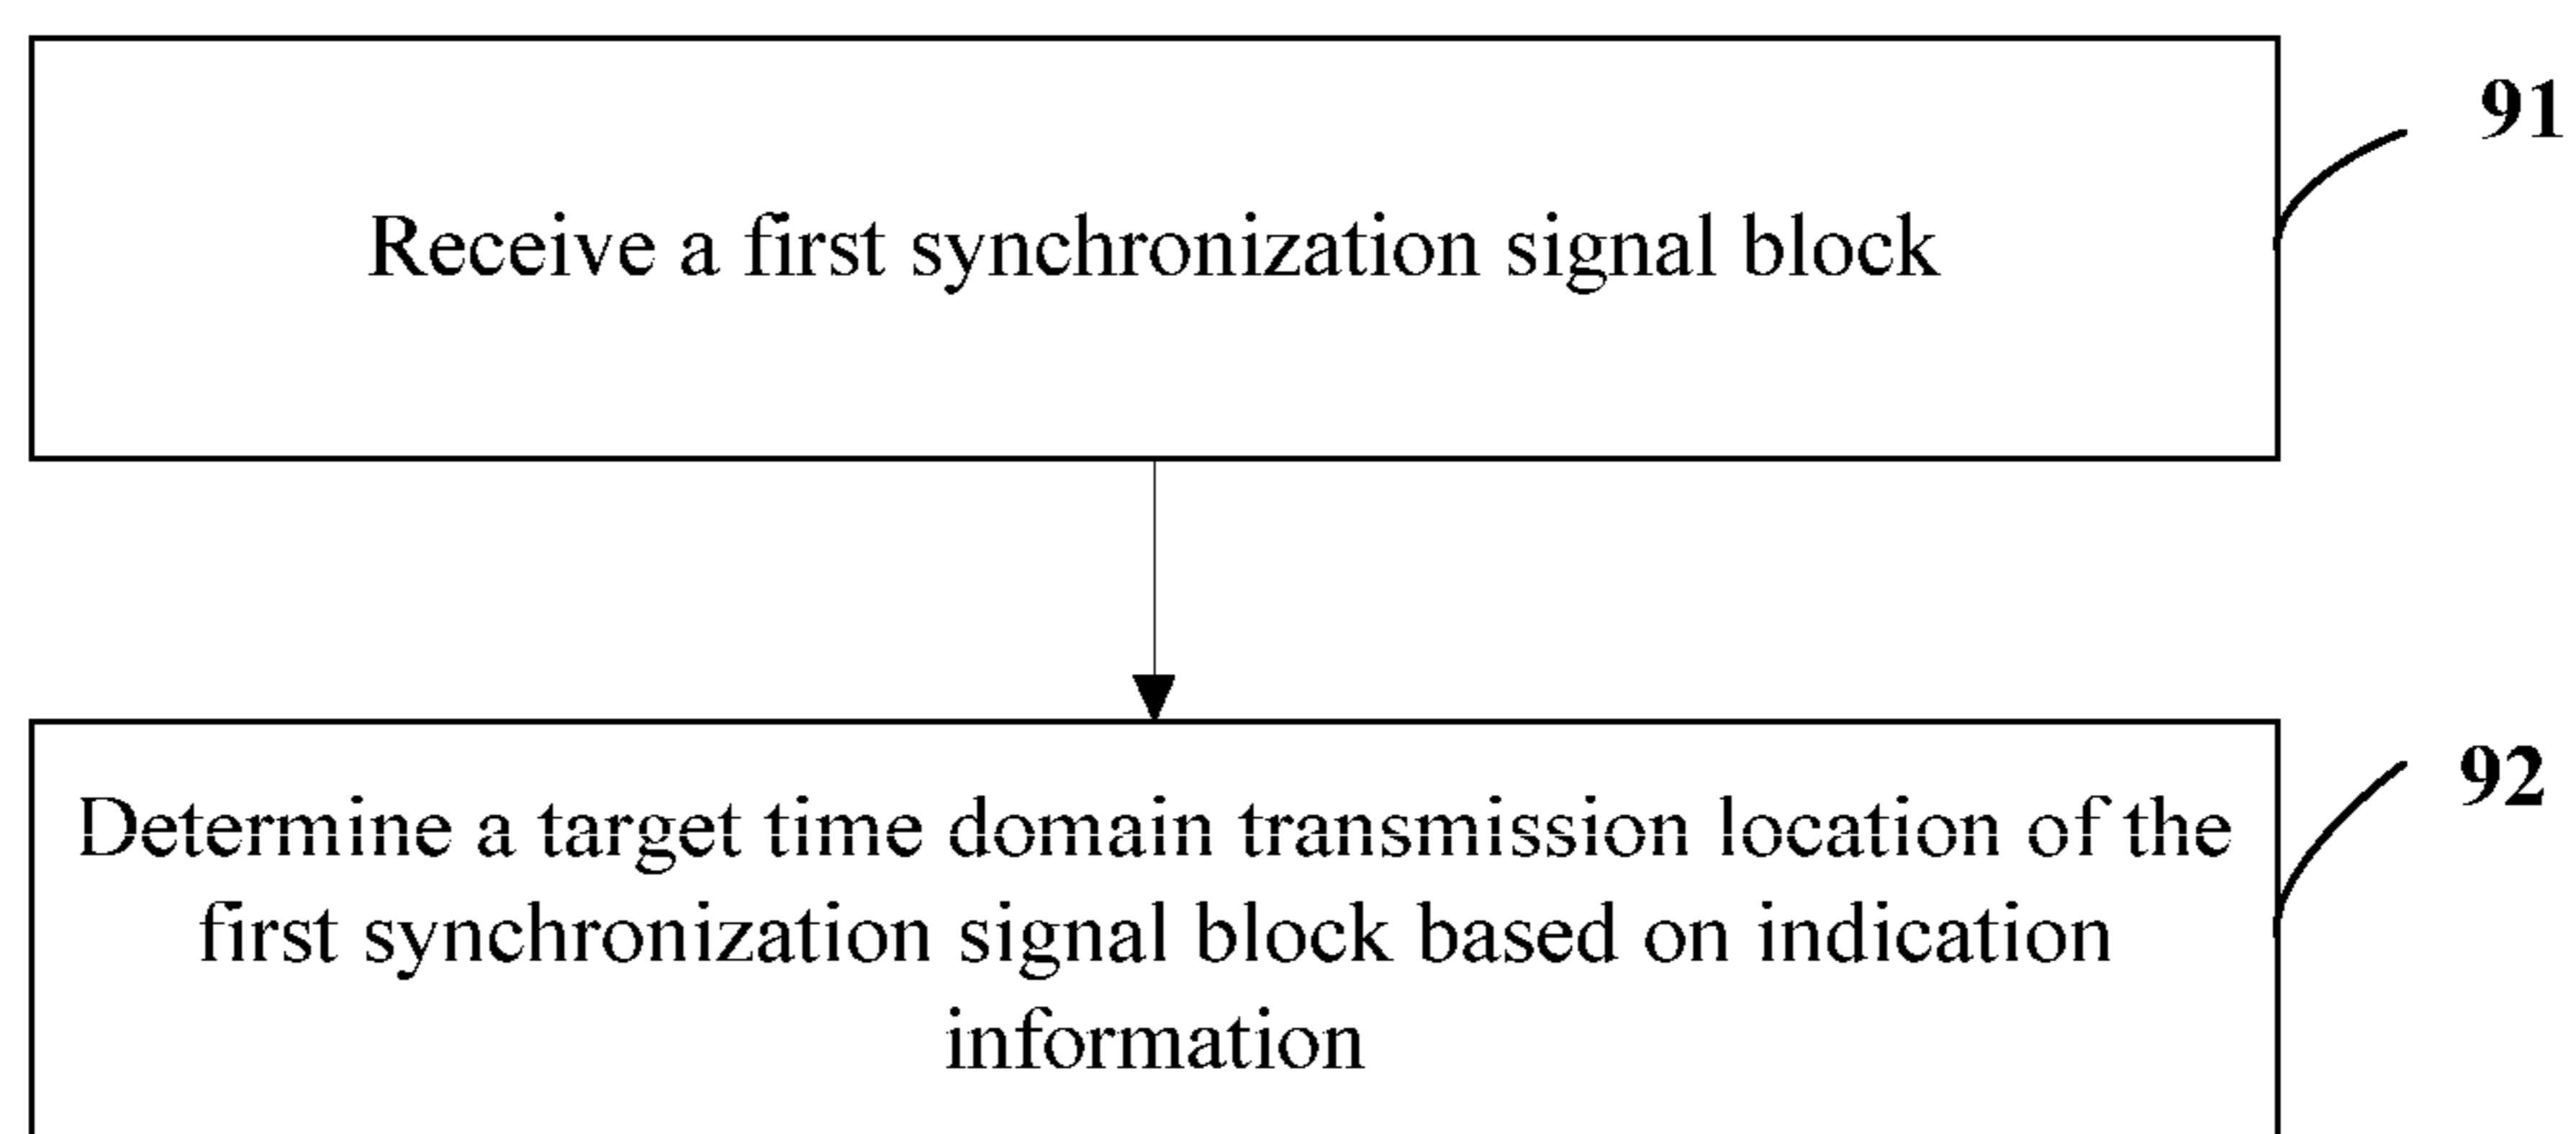 91
Receive a first synchronization signal block
92
Determine a target time domain transmission location of the
first synchronization signal block based on indication
information